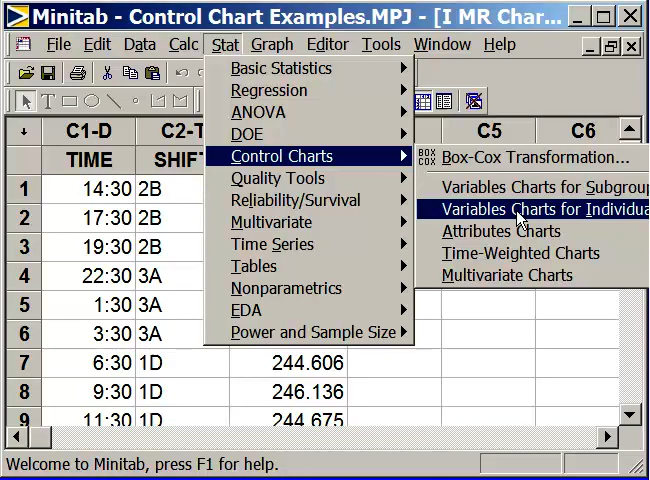 Minitab - Control Chart Examples.MPJ - [I MR Char...
File Edit Data Calc Stat Graph Editor Tools Window Help
Basic Statistics
Regression
ANOVA
DOE
Control Charts
Quality Tools
Reliability/Survival
Multivariate
Time Series
Tables
Nonparametrics
EDA
Power and Sample Size
BOX COX Box-Cox Transformation...
Variables Charts for Subgroup
Variables Charts for Individua
Attributes Charts
Time-Weighted Charts
Multivariate Charts
C1-D C2-T C5 C6
TIME SHIF
1 14:30 2B
2 17:30 2B
3 19:30 2B
4 22:30 3A
5 1:30 3A
6 3:30 3A
7 6:30 1D 244.606
8 9:30 1D 246.136
9 11:30 1D 244.675
Welcome to Minitab, press F1 for help.